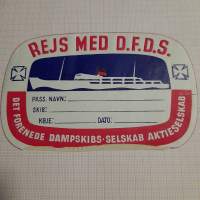 REJS MED D.F.D.S.
PASS. NAVN:
SKIB:
KØJE: DATO:
DET FORENEDE DAMPSKIBS-SELSKAB AKTIESELSKAB